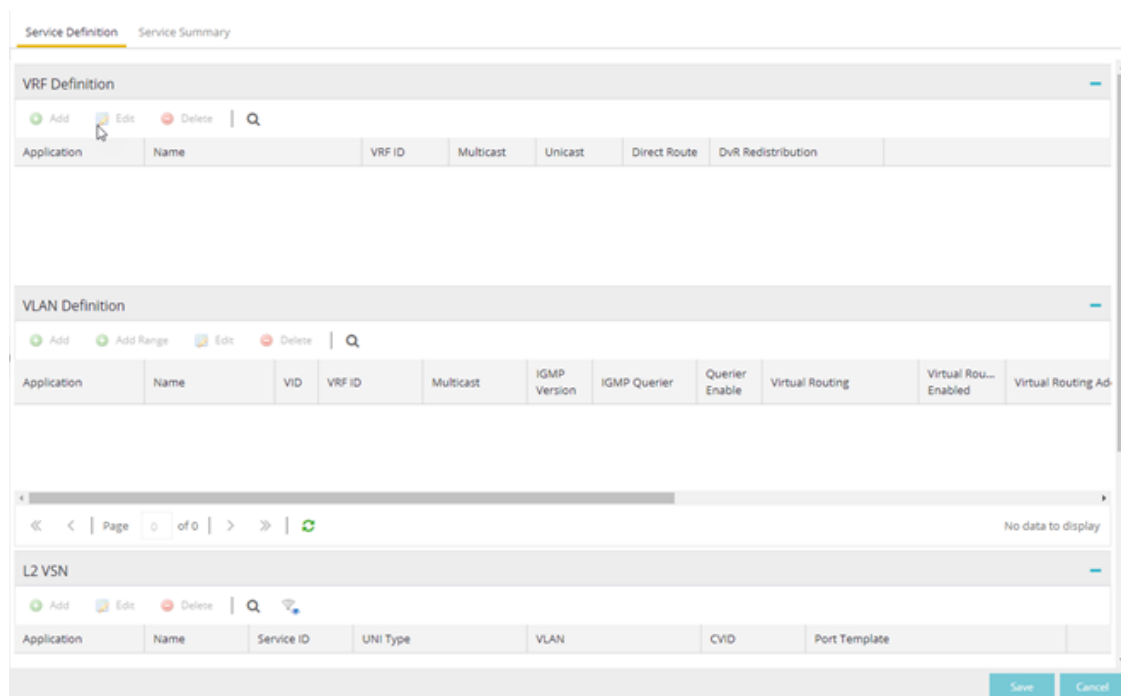 Service Definition Service Summary
VRF Definition
Add Edit Delete
Application Name VRF ID Multicast Unicast Direct Route DvR Redistribution
VLAN Definition
Add Add Range Edit Delete
Application Name VID VRF ID Multicast IGMP Version IGMP Querier Querier Enable Virtual Routing Virtual Rou... Enabled Virtual Routing Ad
Page 0 of 0 No data to display
L2 VSN
Add Edit Delete
Application Name Service ID UNI Type VLAN CVID Port Template
Save Cancel